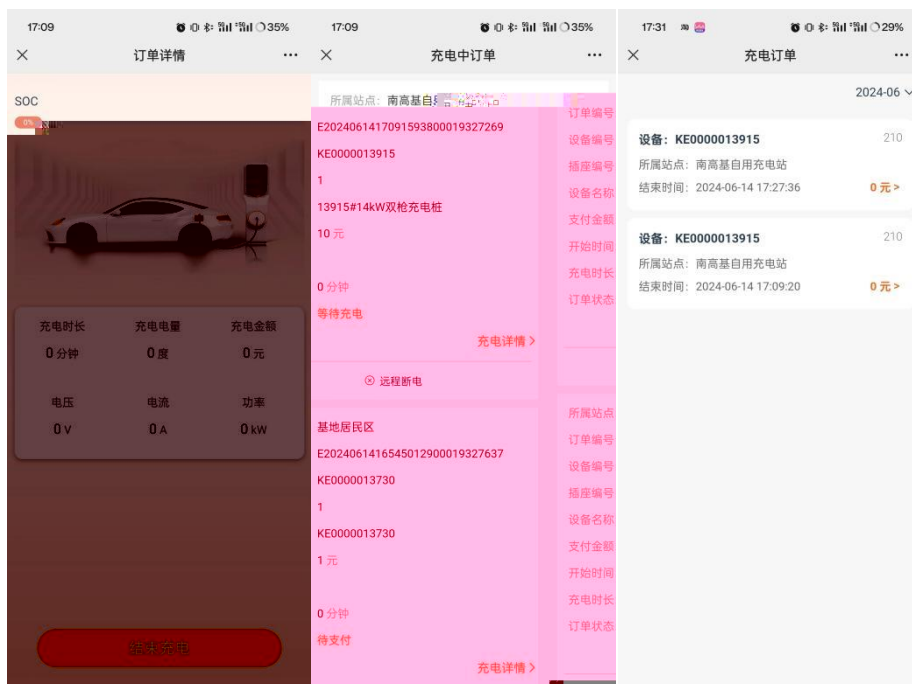 17:09
35%
订单详情
SOC
0%
充电时长 充电电量 充电金额
0 分钟 0 度 0 元
电压 电流 功率
0 V 0 A 0 kW
结束充电
17:09
35%
充电中订单
所属站点: 南高基自
订单编号
E2024061417091593800019327269
设备编号
KE0000013915
插座编号
1
设备名称
13915#14kW双枪充电桩
支付金额
10 元
开始时间
充电时长
0 分钟
订单状态
等待充电
充电详情 >
远程断电
所属站点
基地居民区
订单编号
E2024061416545012900019327637
设备编号
KE0000013730
插座编号
1
设备名称
KE0000013730
支付金额
1 元
开始时间
充电时长
0 分钟
订单状态
待支付
充电详情 >
17:31
29%
充电订单
2024-06
设备: KE0000013915 210
所属站点: 南高基自用充电站
结束时间: 2024-06-14 17:27:36 0 元 >
设备: KE0000013915 210
所属站点: 南高基自用充电站
结束时间: 2024-06-14 17:09:20 0 元 >